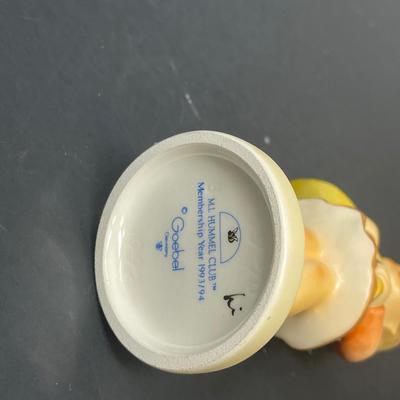 M.I. HUMMEL CLUB™
Membership Year 1993/94
© Goebel
Germany